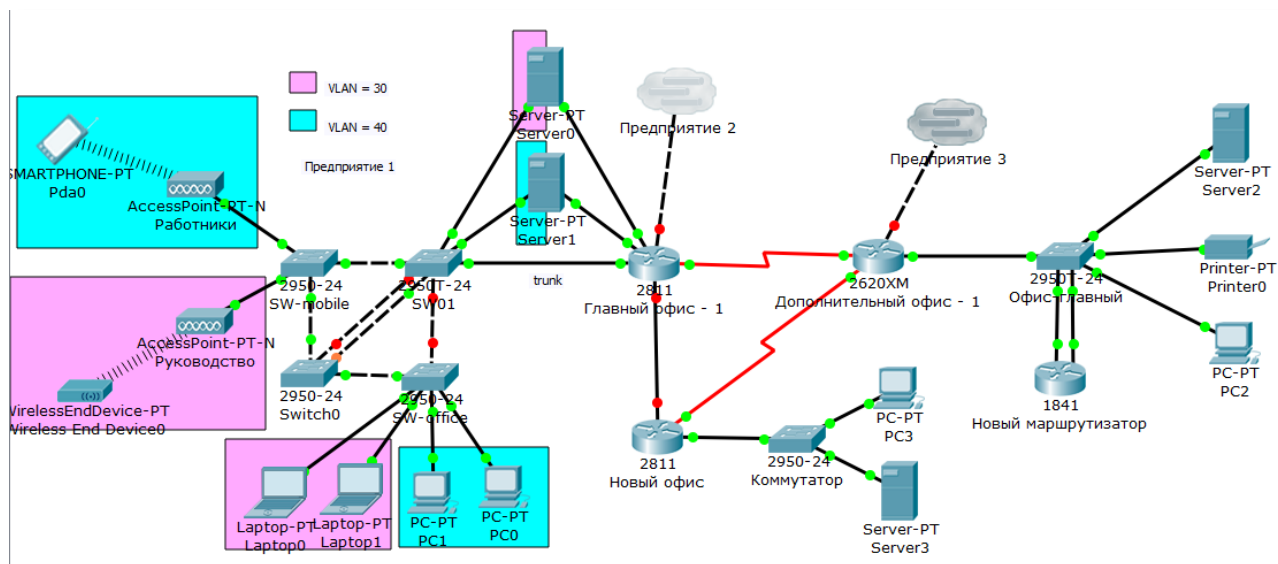 VLAN = 30
VLAN = 40
Предприятие 1
Server-PT
Server0
Server-PT
Server1
Предприятие 2
Предприятие 3
SMARTPHONE-PT
Pda0
AccessPoint-PT-N
Работники
2950-24
SW-mobile
2950T-24
SW01
trunk
2811
Главный офис - 1
2620XM
Дополнительный офис - 1
2950T-24
Офис-главный
Server-PT
Server2
Printer-PT
Printer0
PC-PT
PC2
1841
Новый маршрутизатор
AccessPoint-PT-N
Руководство
WirelessEndDevice-PT
Wireless End Device0
2950-24
Switch0
2950-24
SW-office
Laptop-PT
Laptop0
Laptop-PT
Laptop1
PC-PT
PC1
PC-PT
PC0
2811
Новый офис
2950-24
Коммутатор
PC-PT
PC3
Server-PT
Server3